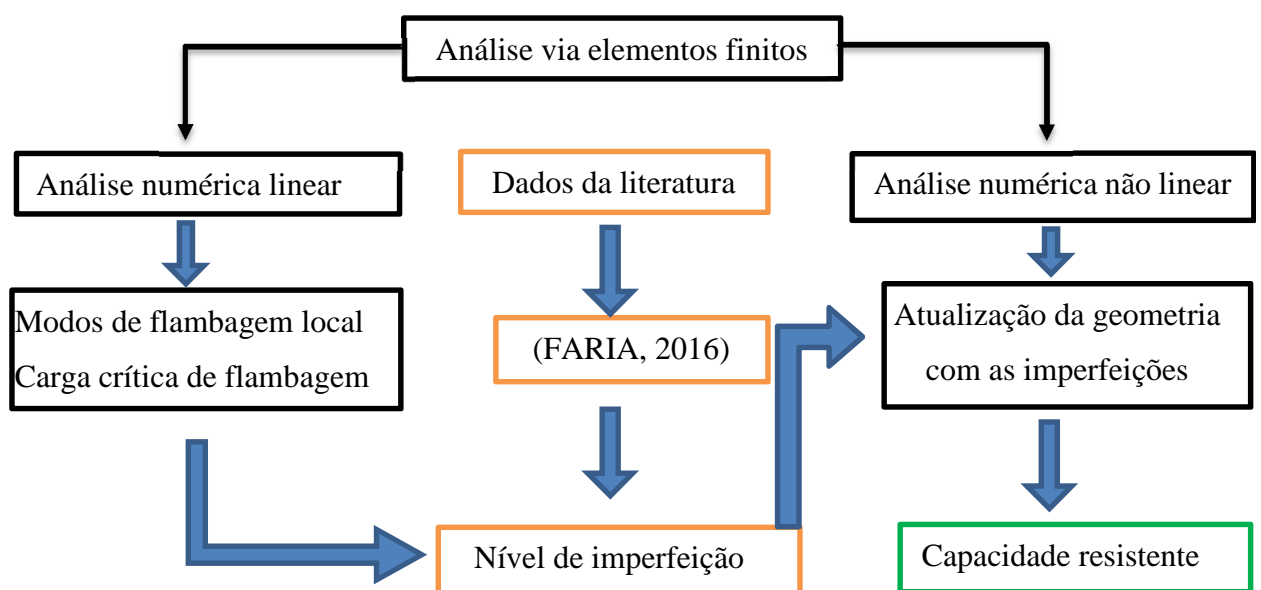 Análise via elementos finitos
Análise numérica linear
Dados da literatura
Análise numérica não linear
Modos de flambagem local
Carga crítica de flambagem
(FARIA, 2016)
Atualização da geometria
com as imperfeições
Nível de imperfeição
Capacidade resistente